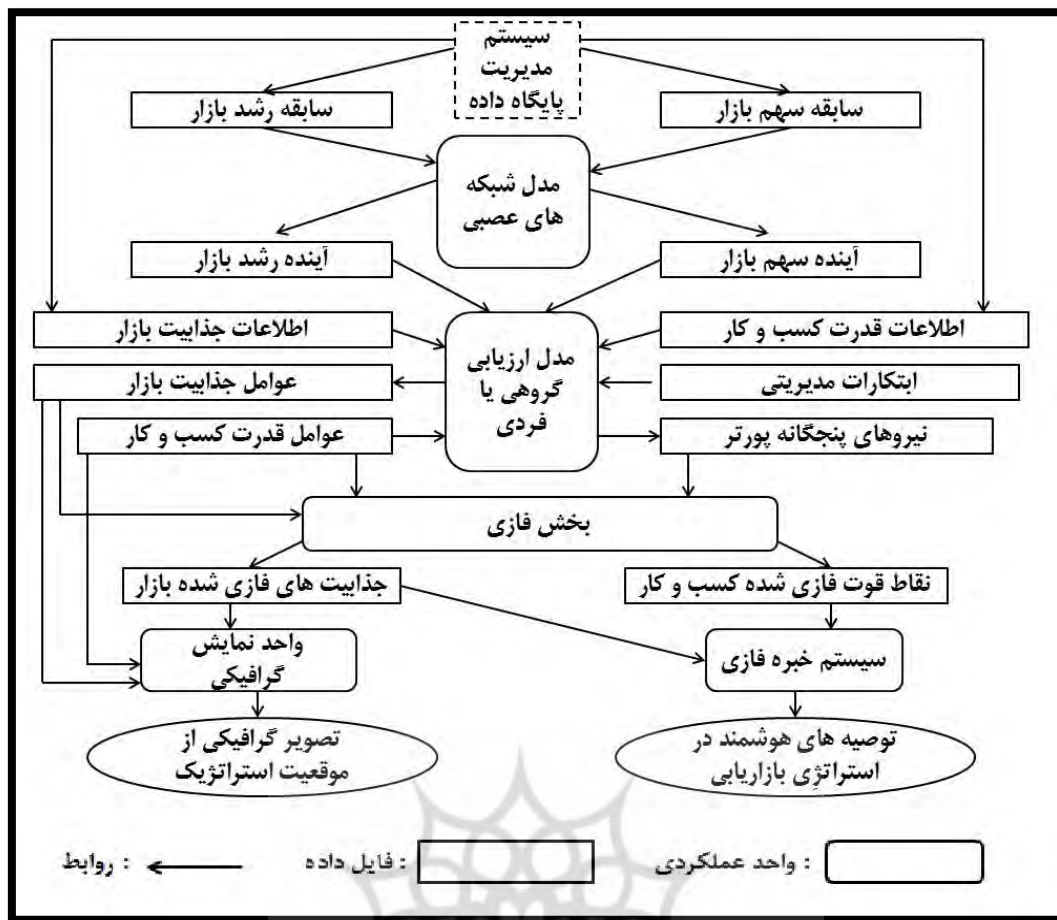 سیستم
مدیریت
پایگاه داده
سابقه سهم بازار
سابقه رشد بازار
مدل شبکه
های عصبی
آینده سهم بازار
آینده رشد بازار
اطلاعات قدرت کسب و کار
اطلاعات جذابیت بازار
مدل ارزیابی
گروهی یا
فردی
ابتکارات مدیریتی
عوامل جذابیت بازار
نیروهای پنجگانه پورتر
عوامل قدرت کسب و کار
بخش فازی
نقاط قوت فازی شده کسب و کار
جذابیت های فازی شده بازار
سیستم خبره فازی
واحد نمایش
گرافیکی
توصیه های هوشمند در
استراتژِی بازاریابی
تصویر گرافیکی از
موقعیت استراتژیک
: واحد عملکردی
: فایل داده
: روابط